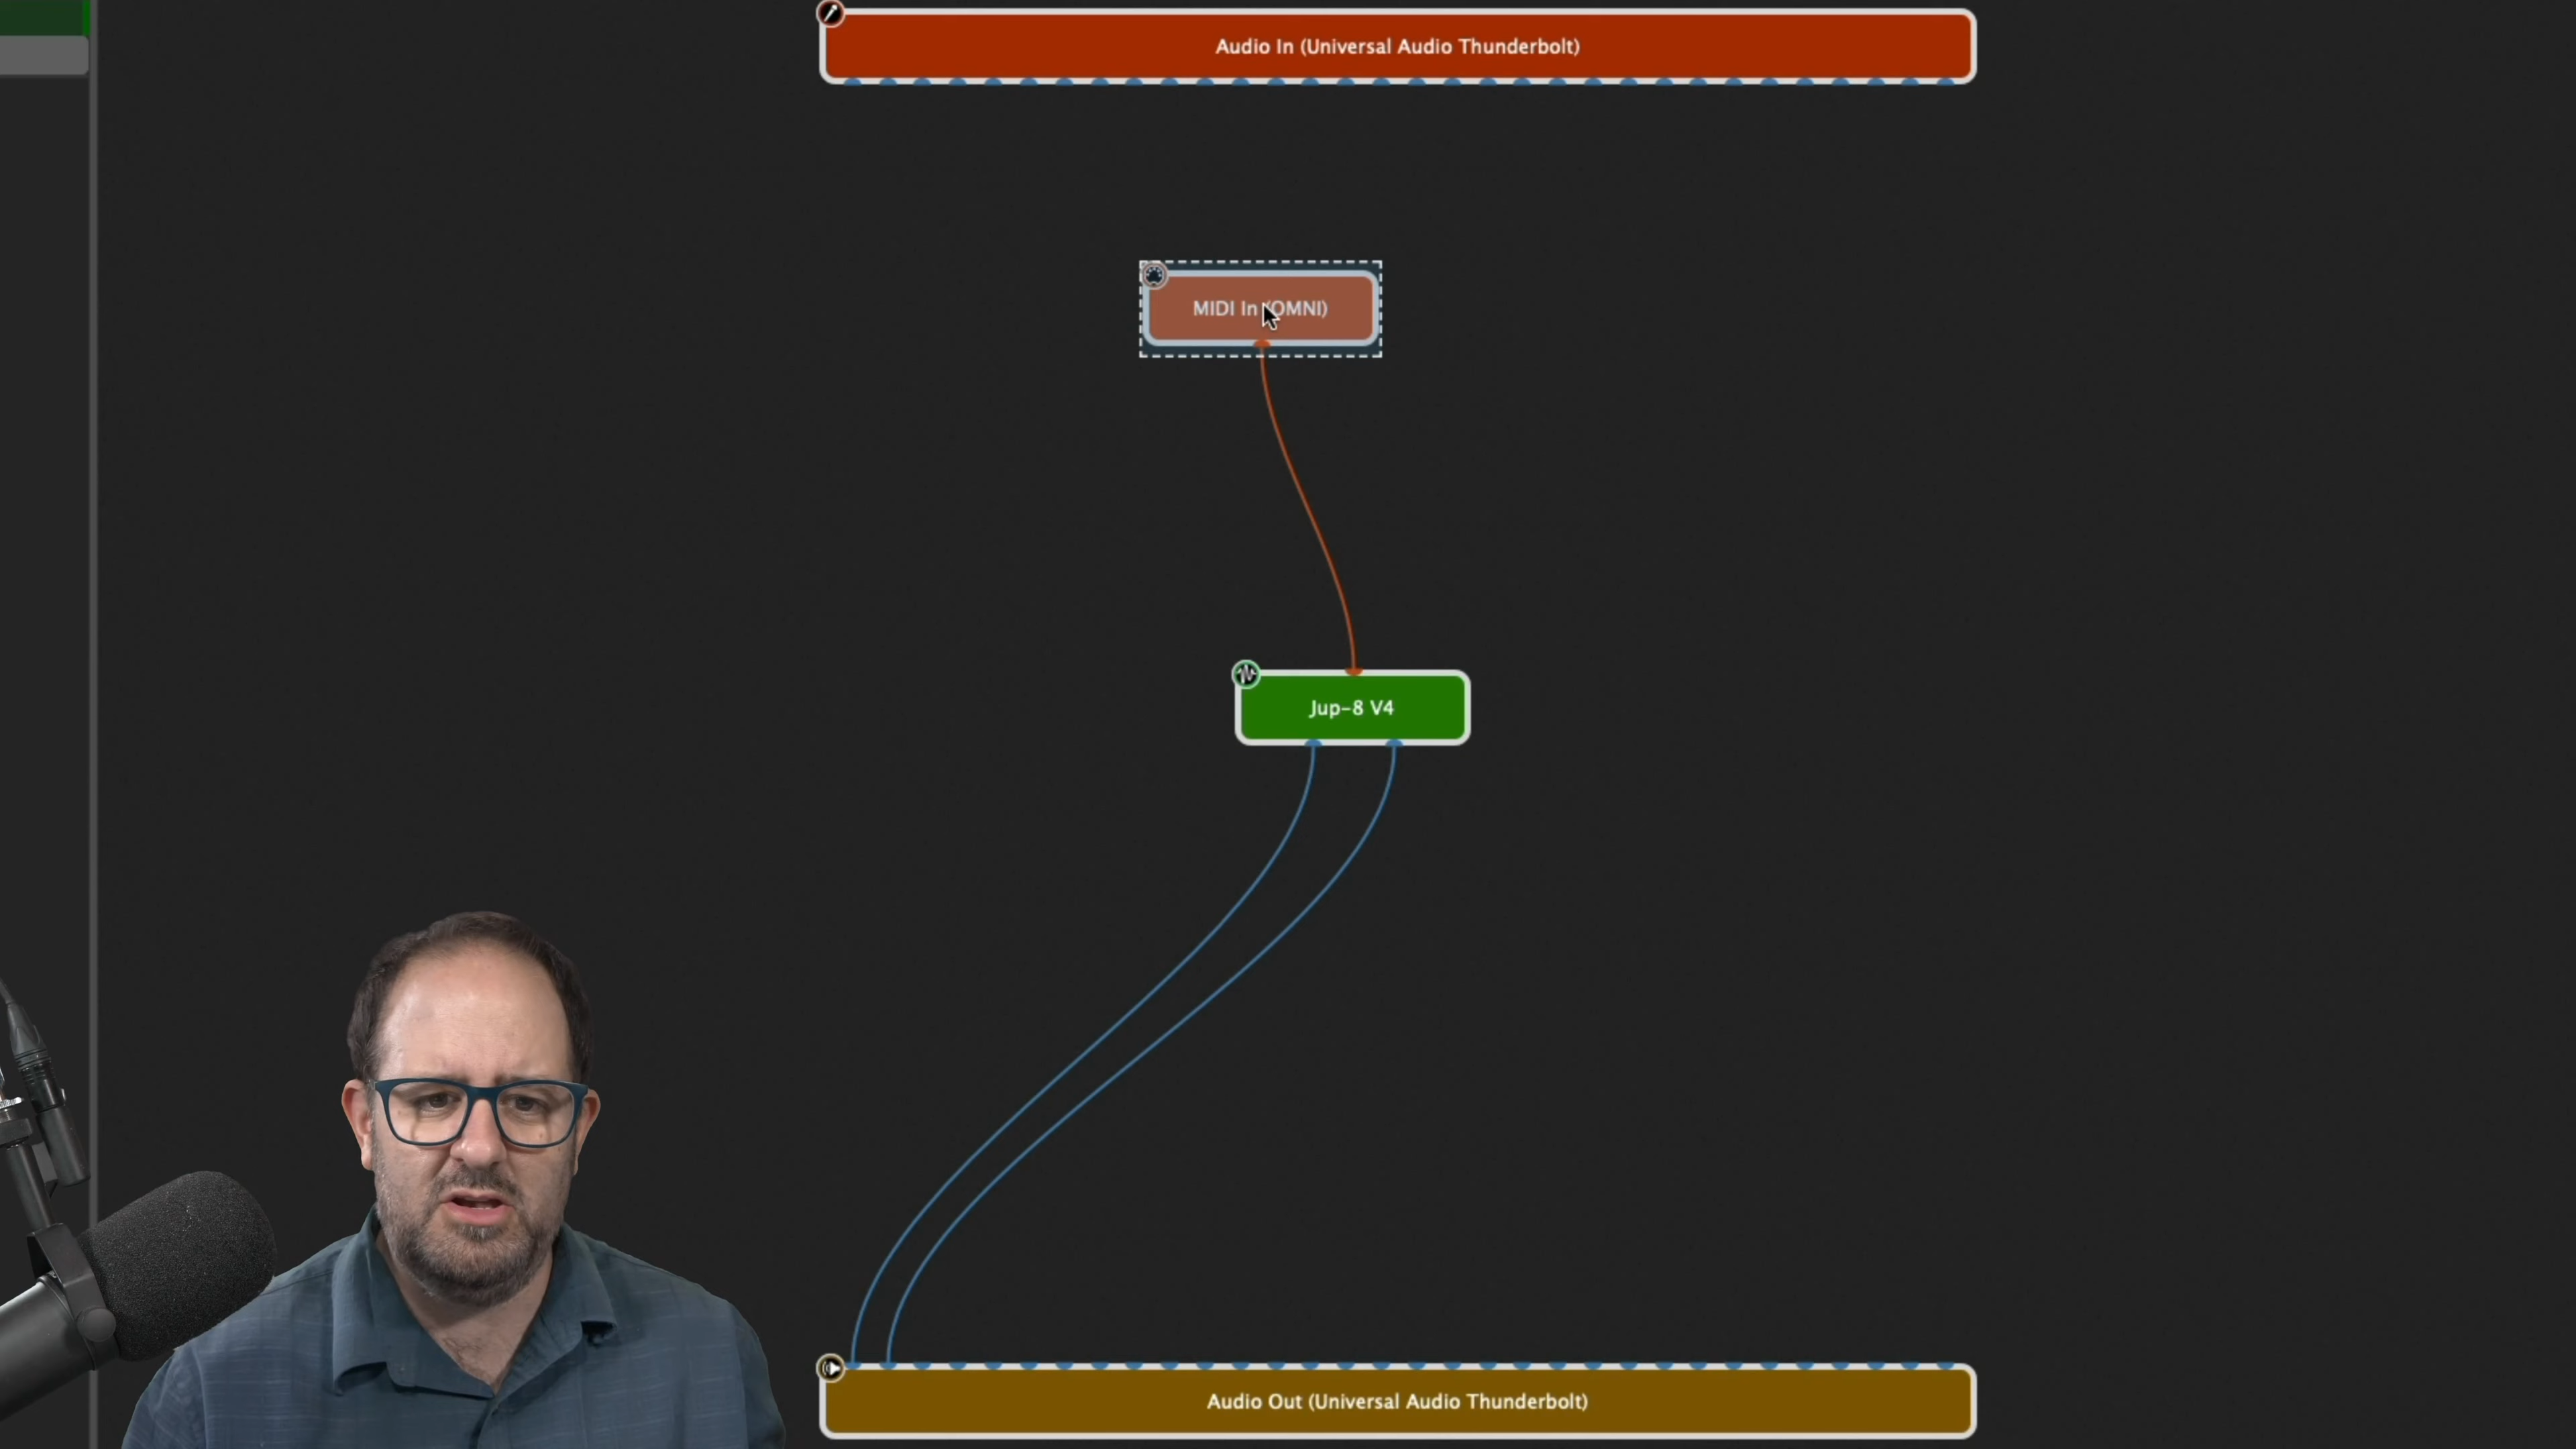 Audio In (Universal Audio Thunderbolt)
MIDI In (OMNI)
Jup-8 V4
Audio Out (Universal Audio Thunderbolt)